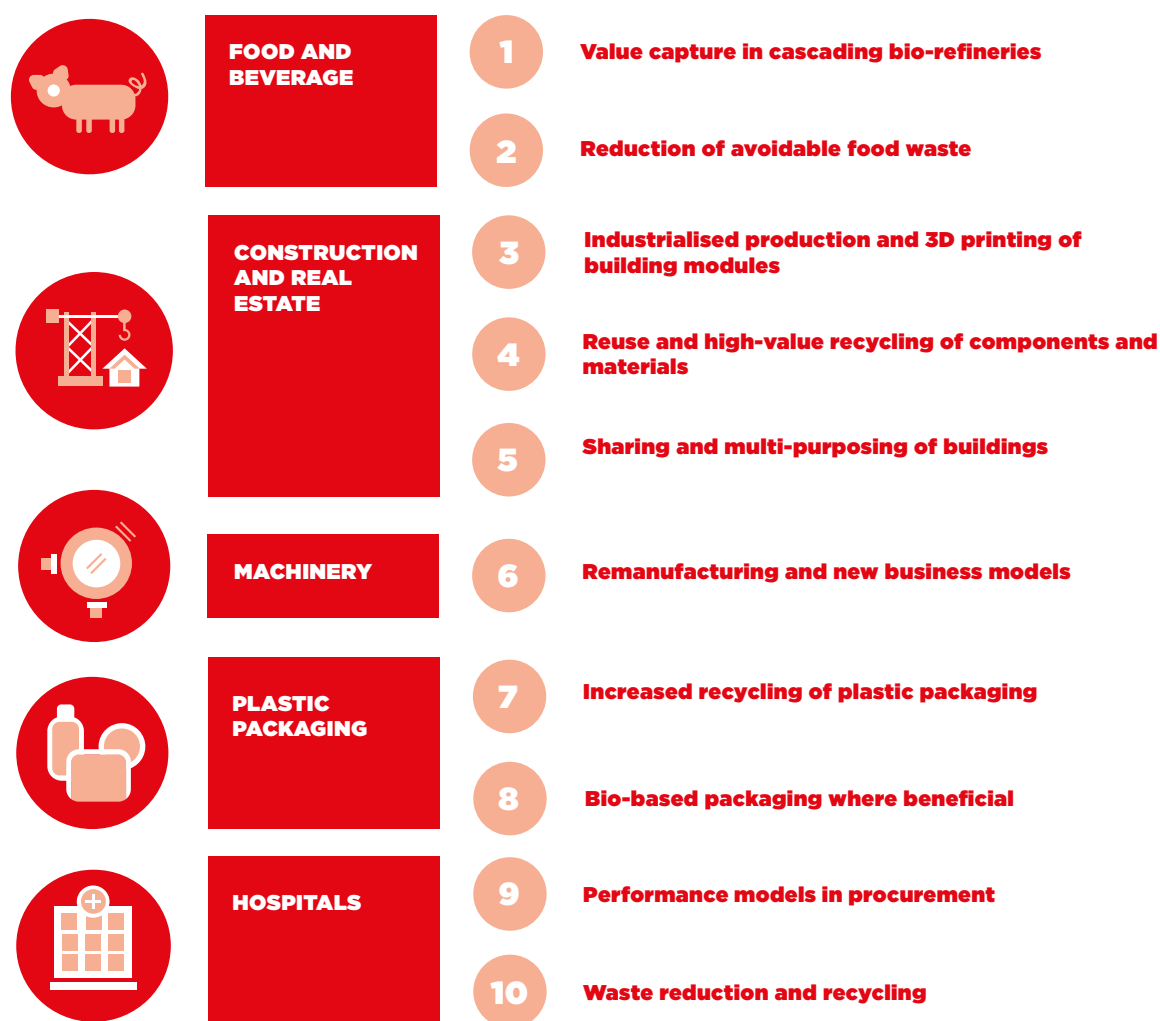 FOOD AND
BEVERAGE
1
Value capture in cascading bio-refineries
2
Reduction of avoidable food waste
CONSTRUCTION
AND REAL
ESTATE
3
Industrialised production and 3D printing of
building modules
4
Reuse and high-value recycling of components and
materials
5
Sharing and multi-purposing of buildings
MACHINERY
6
Remanufacturing and new business models
PLASTIC
PACKAGING
7
Increased recycling of plastic packaging
8
Bio-based packaging where beneficial
HOSPITALS
9
Performance models in procurement
10
Waste reduction and recycling